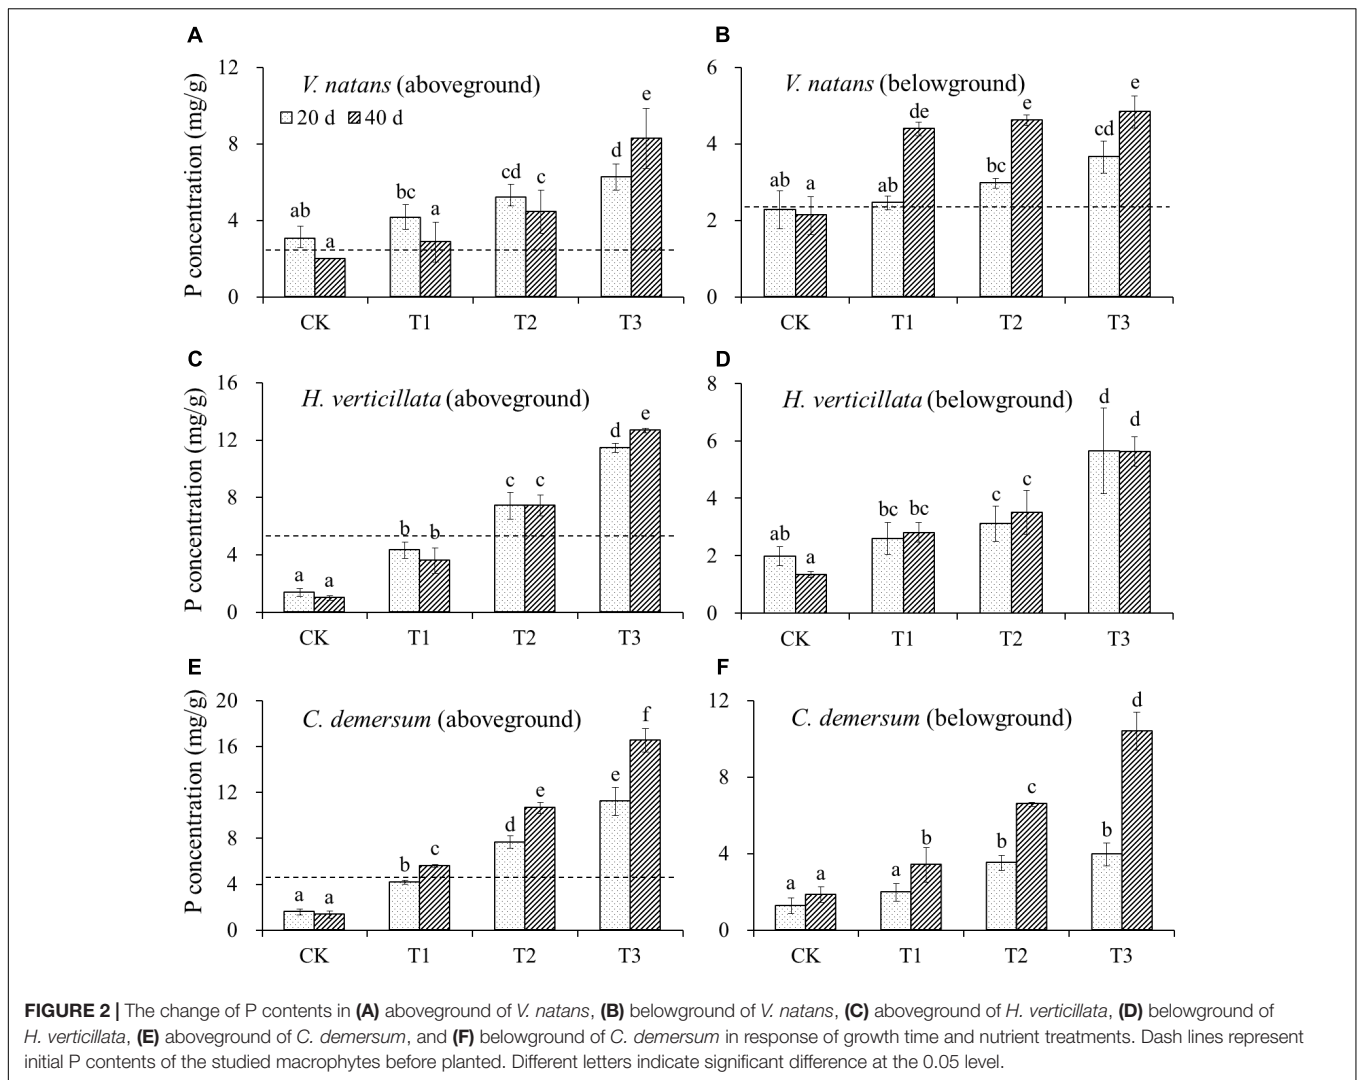 A
P concentration (mg/g)
12
8
4
0
V. natans (aboveground)
20 d 40 d
ab a bc a cd c d e
CK T1 T2 T3
B
6
4
2
0
V. natans (belowground)
ab a ab de bc e cd e
CK T1 T2 T3
C
P concentration (mg/g)
16
12
8
4
0
H. verticillata (aboveground)
a a b b c c d e
CK T1 T2 T3
D
8
6
4
2
0
H. verticillata (belowground)
ab a bc bc c c d d
CK T1 T2 T3
E
P concentration (mg/g)
20
16
12
8
4
0
C. demersum (aboveground)
a a b c d e e f
CK T1 T2 T3
F
12
8
4
0
C. demersum (belowground)
a a a b b c b d
CK T1 T2 T3
FIGURE 2 | The change of P contents in (A) aboveground of V. natans, (B) belowground of V. natans, (C) aboveground of H. verticillata, (D) belowground of
H. verticillata, (E) aboveground of C. demersum, and (F) belowground of C. demersum in response of growth time and nutrient treatments. Dash lines represent
initial P contents of the studied macrophytes before planted. Different letters indicate significant difference at the 0.05 level.